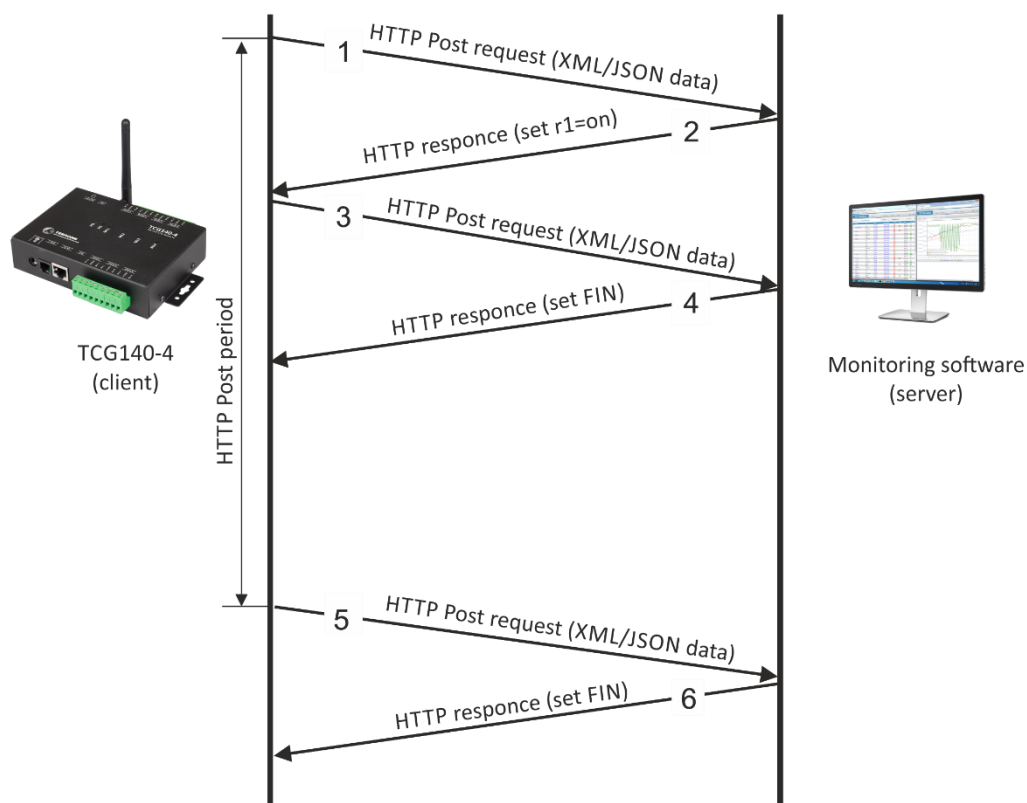 1
HTTP Post request (XML/JSON data)
HTTP responce (set r1=on)
2
3
HTTP Post request (XML/JSON data)
HTTP responce (set FIN)
4
TCG140-4
TCG140-4
(client)
HTTP Post period
Monitoring software
(server)
5
HTTP Post request (XML/JSON data)
HTTP responce (set FIN)
6